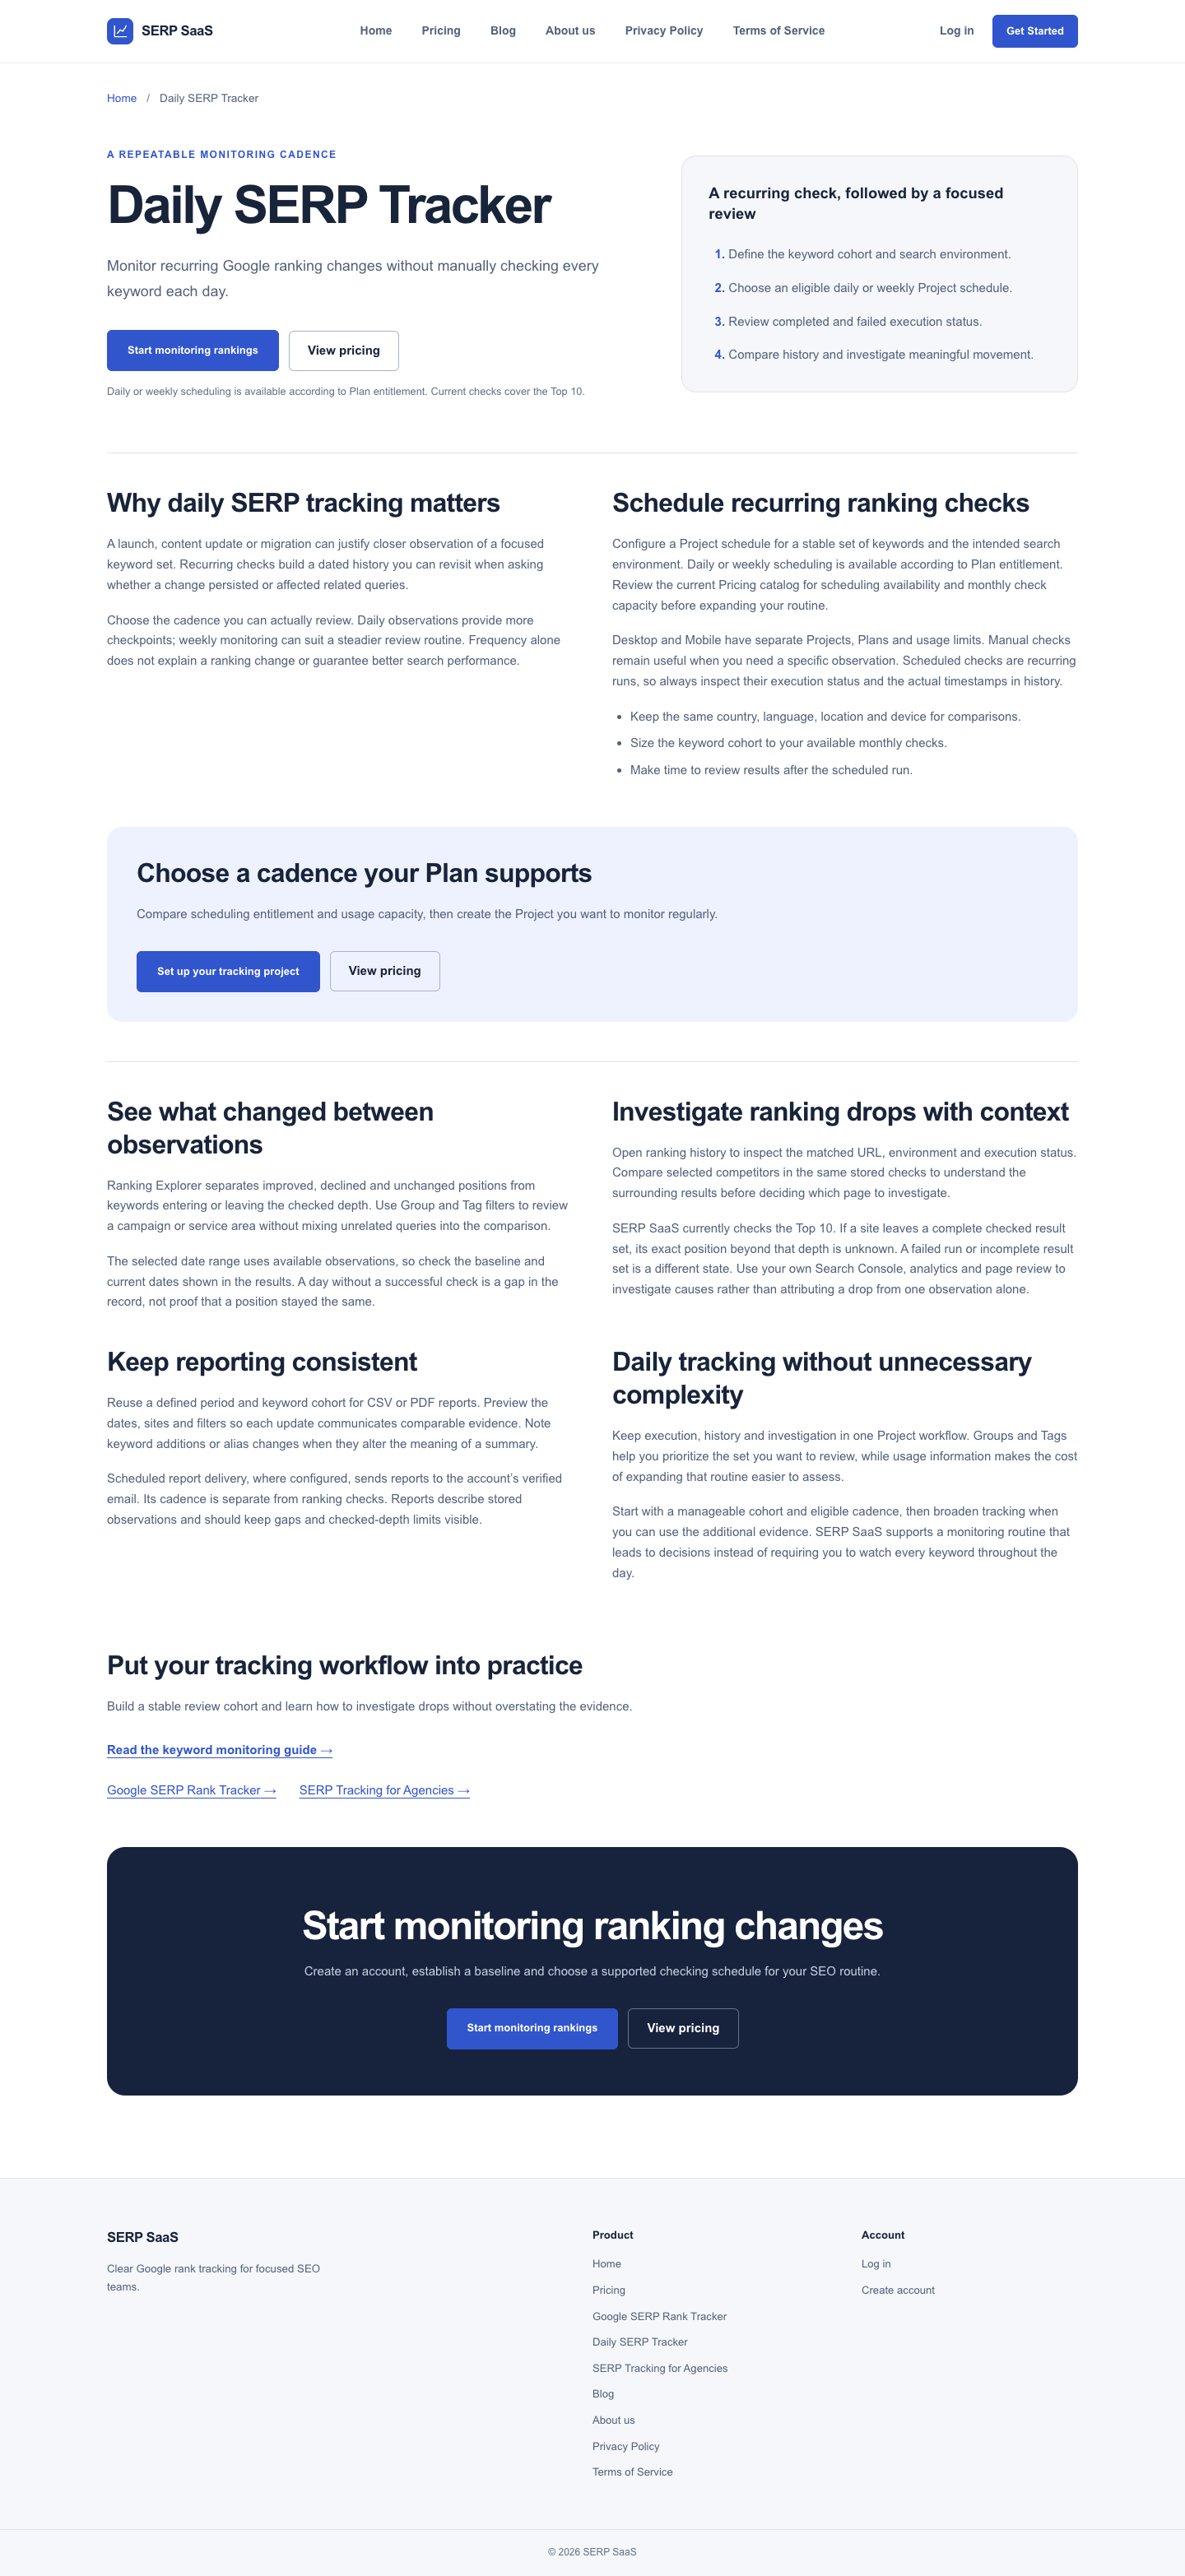 SERP SaaS
Home
Pricing
Blog
About us
Privacy Policy
Terms of Service
Log in
Get Started
Home / Daily SERP Tracker
A REPEATABLE MONITORING CADENCE
Daily SERP Tracker
Monitor recurring Google ranking changes without manually checking every
keyword each day.
Start monitoring rankings
View pricing
Daily or weekly scheduling is available according to Plan entitlement. Current checks cover the Top 10.
A recurring check, followed by a focused
review
1. Define the keyword cohort and search environment.
2. Choose an eligible daily or weekly Project schedule.
3. Review completed and failed execution status.
4. Compare history and investigate meaningful movement.
Why daily SERP tracking matters
A launch, content update or migration can justify closer observation of a focused
keyword set. Recurring checks build a dated history you can revisit when asking
whether a change persisted or affected related queries.
Choose the cadence you can actually review. Daily observations provide more
checkpoints; weekly monitoring can suit a steadier review routine. Frequency alone
does not explain a ranking change or guarantee better search performance.
Schedule recurring ranking checks
Configure a Project schedule for a stable set of keywords and the intended search
environment. Daily or weekly scheduling is available according to Plan entitlement.
Review the current Pricing catalog for scheduling availability and monthly check
capacity before expanding your routine.
Desktop and Mobile have separate Projects, Plans and usage limits. Manual checks
remain useful when you need a specific observation. Scheduled checks are recurring
runs, so always inspect their execution status and the actual timestamps in history.
• Keep the same country, language, location and device for comparisons.
• Size the keyword cohort to your available monthly checks.
• Make time to review results after the scheduled run.
Choose a cadence your Plan supports
Compare scheduling entitlement and usage capacity, then create the Project you want to monitor regularly.
Set up your tracking project
View pricing
See what changed between
observations
Ranking Explorer separates improved, declined and unchanged positions from
keywords entering or leaving the checked depth. Use Group and Tag filters to review
a campaign or service area without mixing unrelated queries into the comparison.
The selected date range uses available observations, so check the baseline and
current dates shown in the results. A day without a successful check is a gap in the
record, not proof that a position stayed the same.
Investigate ranking drops with context
Open ranking history to inspect the matched URL, environment and execution status.
Compare selected competitors in the same stored checks to understand the
surrounding results before deciding which page to investigate.
SERP SaaS currently checks the Top 10. If a site leaves a complete checked result
set, its exact position beyond that depth is unknown. A failed run or incomplete result
set is a different state. Use your own Search Console, analytics and page review to
investigate causes rather than attributing a drop from one observation alone.
Keep reporting consistent
Reuse a defined period and keyword cohort for CSV or PDF reports. Preview the
dates, sites and filters so each update communicates comparable evidence. Note
keyword additions or alias changes when they alter the meaning of a summary.
Scheduled report delivery, where configured, sends reports to the account’s verified
email. Its cadence is separate from ranking checks. Reports describe stored
observations and should keep gaps and checked-depth limits visible.
Daily tracking without unnecessary
complexity
Keep execution, history and investigation in one Project workflow. Groups and Tags
help you prioritize the set you want to review, while usage information makes the cost
of expanding that routine easier to assess.
Start with a manageable cohort and eligible cadence, then broaden tracking when
you can use the additional evidence. SERP SaaS supports a monitoring routine that
leads to decisions instead of requiring you to watch every keyword throughout the
day.
Put your tracking workflow into practice
Build a stable review cohort and learn how to investigate drops without overstating the evidence.
Read the keyword monitoring guide →
Google SERP Rank Tracker →
SERP Tracking for Agencies →
Start monitoring ranking changes
Create an account, establish a baseline and choose a supported checking schedule for your SEO routine.
Start monitoring rankings
View pricing
SERP SaaS
Clear Google rank tracking for focused SEO
teams.
Product
Home
Pricing
Google SERP Rank Tracker
Daily SERP Tracker
SERP Tracking for Agencies
Blog
About us
Privacy Policy
Terms of Service
Account
Log in
Create account
© 2026 SERP SaaS